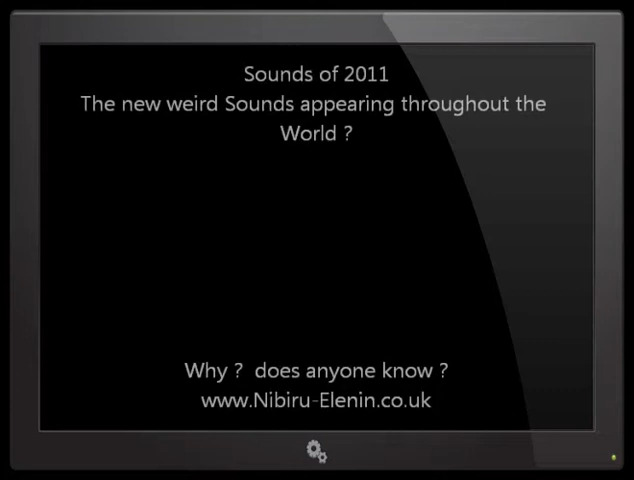 Sounds of 2011
The new weird Sounds appearing throughout the
World ?
Why ?  does anyone know ?
www.Nibiru-Elenin.co.uk